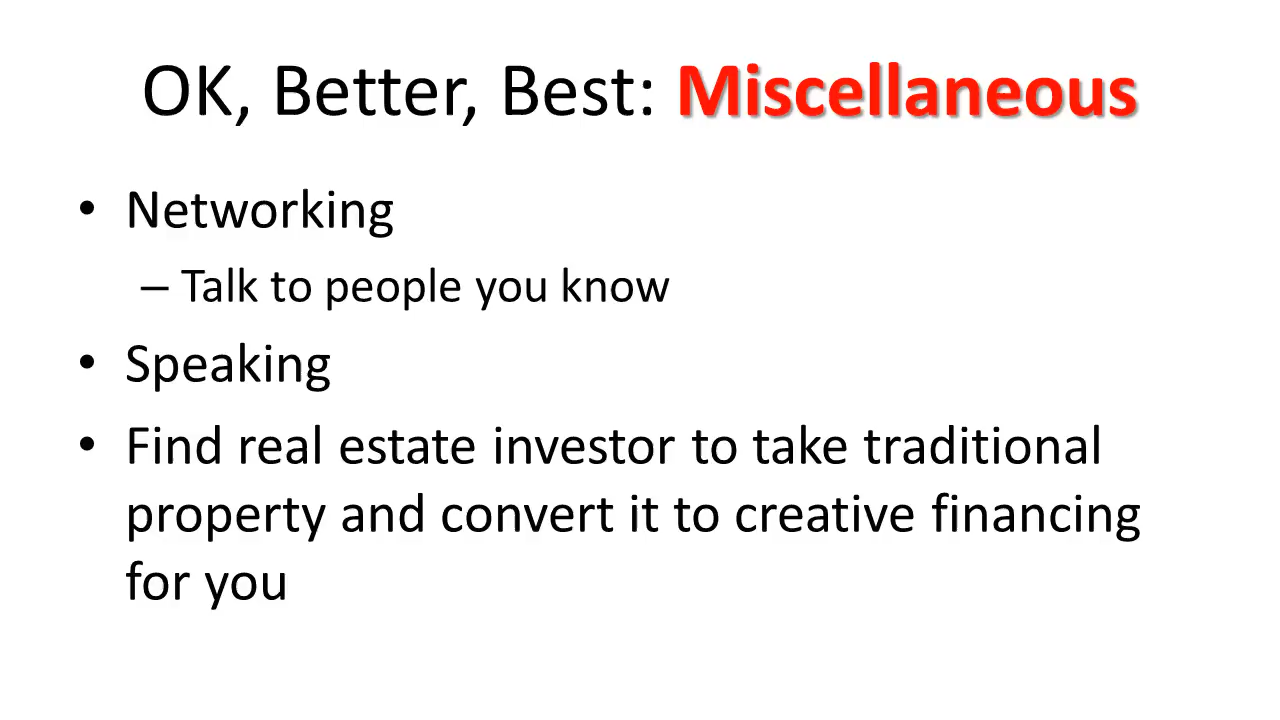 OK, Better, Best: Miscellaneous
• Networking
– Talk to people you know
• Speaking
• Find real estate investor to take traditional
property and convert it to creative financing
for you